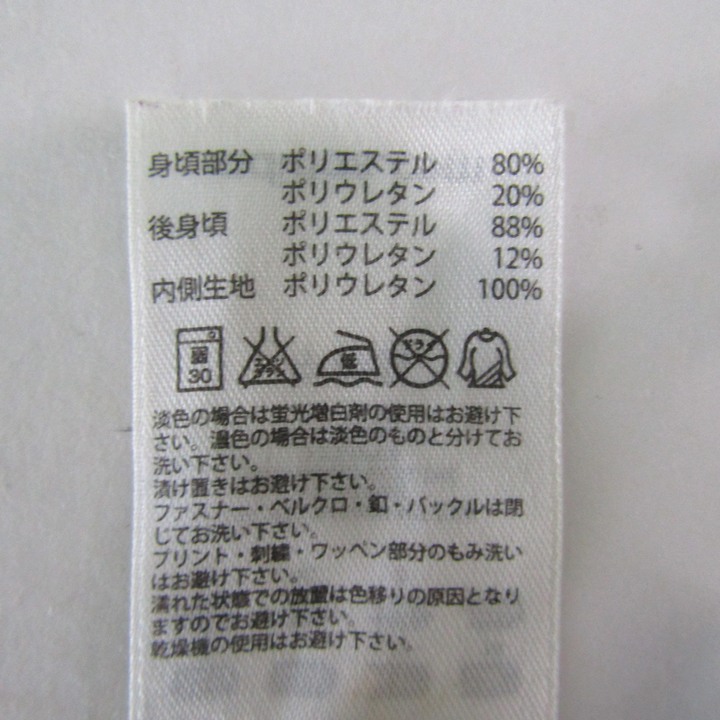 身頃部分 ポリエステル 80%
ポリウレタン 20%
後身頃 ポリエステル 88%
ポリウレタン 12%
内側生地 ポリウレタン 100%
30 エンソサラシ 低 ドライ
淡色の場合は蛍光増白剤の使用はお避け下
さい。濃色の場合は淡色のものと分けてお
洗い下さい。
漬け置きはお避け下さい。
ファスナー・ベルクロ・釦・バックルは閉
じてお洗い下さい。
プリント・刺繍・ワッペン部分のもみ洗い
はお避け下さい。
濡れた状態での放置は色移りの原因となり
ますのでお避け下さい。
乾燥機の使用はお避け下さい。